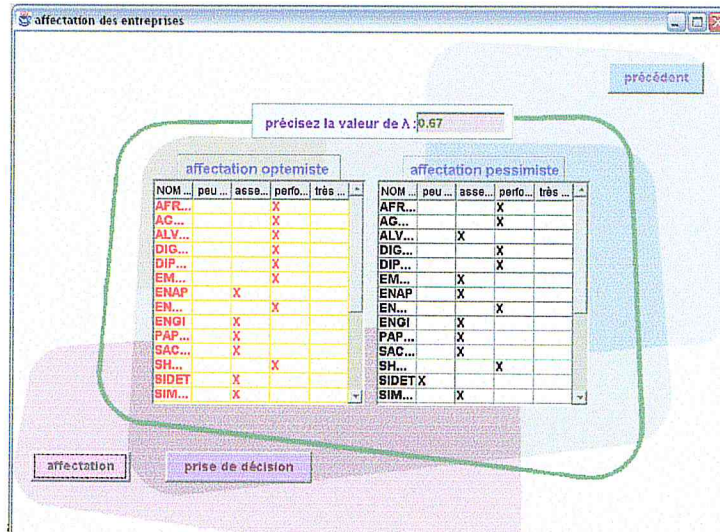 affectation des entreprises
précédent
précisez la valeur de λ : 0.67
affectation optemiste
NOM ... peu ... asse... perfo... très ...
AFR... X
AG... X
ALV... X
DIG... X
DIP... X
EM... X
ENAP X
EN... X
ENGI X
PAP... X
SAC... X
SH... X
SIDET X
SIM... X
affectation pessimiste
NOM ... peu ... asse... perfo... très ...
AFR... X
AG... X
ALV... X
DIG... X
DIP... X
EM... X
ENAP X
EN... X
ENGI X
PAP... X
SAC... X
SH... X
SIDET X
SIM... X
affectation
prise de décision